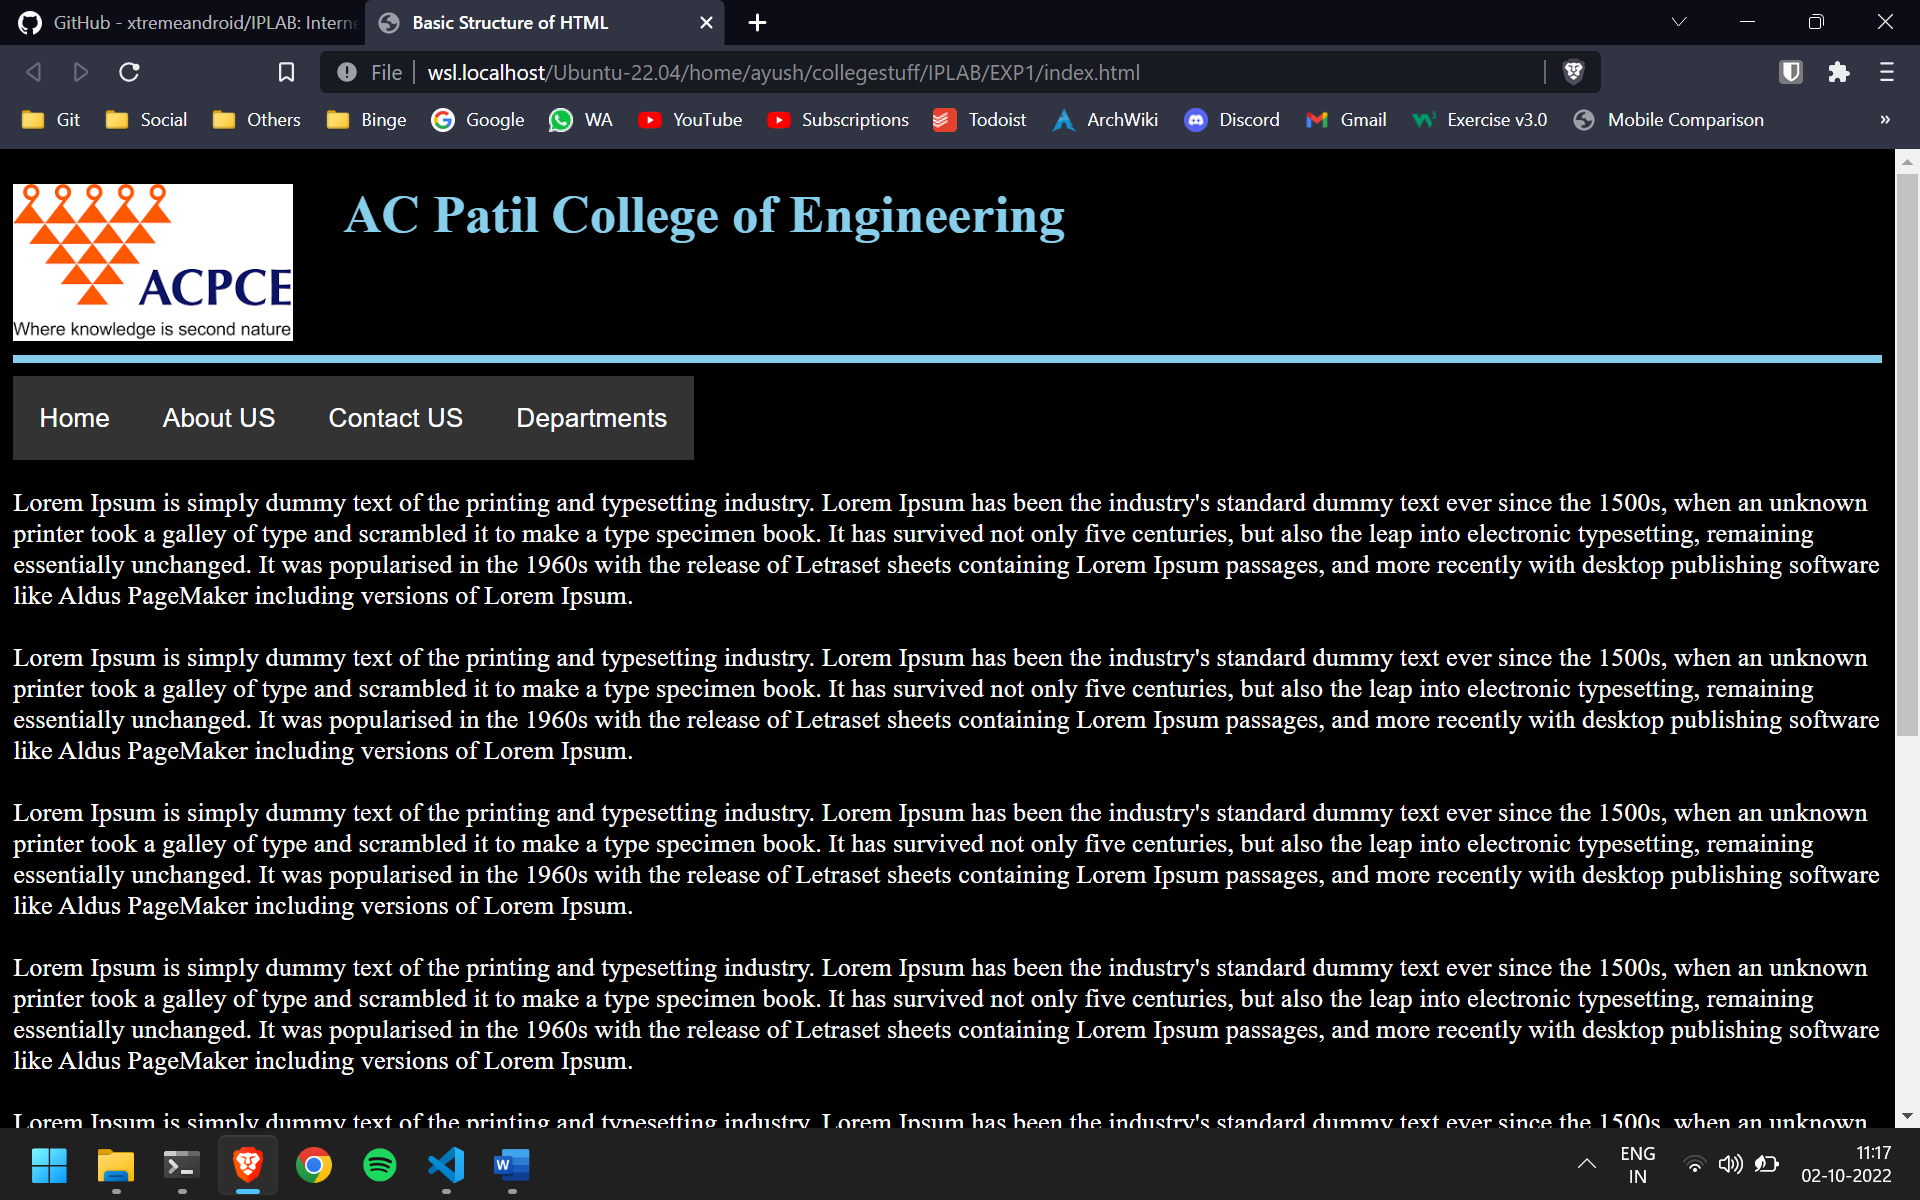 GitHub - xtremeandroid/IPLAB: Intern
Basic Structure of HTML
File wsl.localhost/Ubuntu-22.04/home/ayush/collegestuff/IPLAB/EXP1/index.html
Git Social Others Binge Google WA YouTube Subscriptions Todoist ArchWiki Discord Gmail Exercise v3.0 Mobile Comparison »
AC Patil College of Engineering
ACPCE
Where knowledge is second nature
Home About US Contact US Departments
Lorem Ipsum is simply dummy text of the printing and typesetting industry. Lorem Ipsum has been the industry's standard dummy text ever since the 1500s, when an unknown
printer took a galley of type and scrambled it to make a type specimen book. It has survived not only five centuries, but also the leap into electronic typesetting, remaining
essentially unchanged. It was popularised in the 1960s with the release of Letraset sheets containing Lorem Ipsum passages, and more recently with desktop publishing software
like Aldus PageMaker including versions of Lorem Ipsum.
Lorem Ipsum is simply dummy text of the printing and typesetting industry. Lorem Ipsum has been the industry's standard dummy text ever since the 1500s, when an unknown
printer took a galley of type and scrambled it to make a type specimen book. It has survived not only five centuries, but also the leap into electronic typesetting, remaining
essentially unchanged. It was popularised in the 1960s with the release of Letraset sheets containing Lorem Ipsum passages, and more recently with desktop publishing software
like Aldus PageMaker including versions of Lorem Ipsum.
Lorem Ipsum is simply dummy text of the printing and typesetting industry. Lorem Ipsum has been the industry's standard dummy text ever since the 1500s, when an unknown
printer took a galley of type and scrambled it to make a type specimen book. It has survived not only five centuries, but also the leap into electronic typesetting, remaining
essentially unchanged. It was popularised in the 1960s with the release of Letraset sheets containing Lorem Ipsum passages, and more recently with desktop publishing software
like Aldus PageMaker including versions of Lorem Ipsum.
Lorem Ipsum is simply dummy text of the printing and typesetting industry. Lorem Ipsum has been the industry's standard dummy text ever since the 1500s, when an unknown
printer took a galley of type and scrambled it to make a type specimen book. It has survived not only five centuries, but also the leap into electronic typesetting, remaining
essentially unchanged. It was popularised in the 1960s with the release of Letraset sheets containing Lorem Ipsum passages, and more recently with desktop publishing software
like Aldus PageMaker including versions of Lorem Ipsum.
Lorem Ipsum is simply dummy text of the printing and typesetting industry. Lorem Ipsum has been the industry's standard dummy text ever since the 1500s, when an unknown
ENG
IN
11:17
02-10-2022